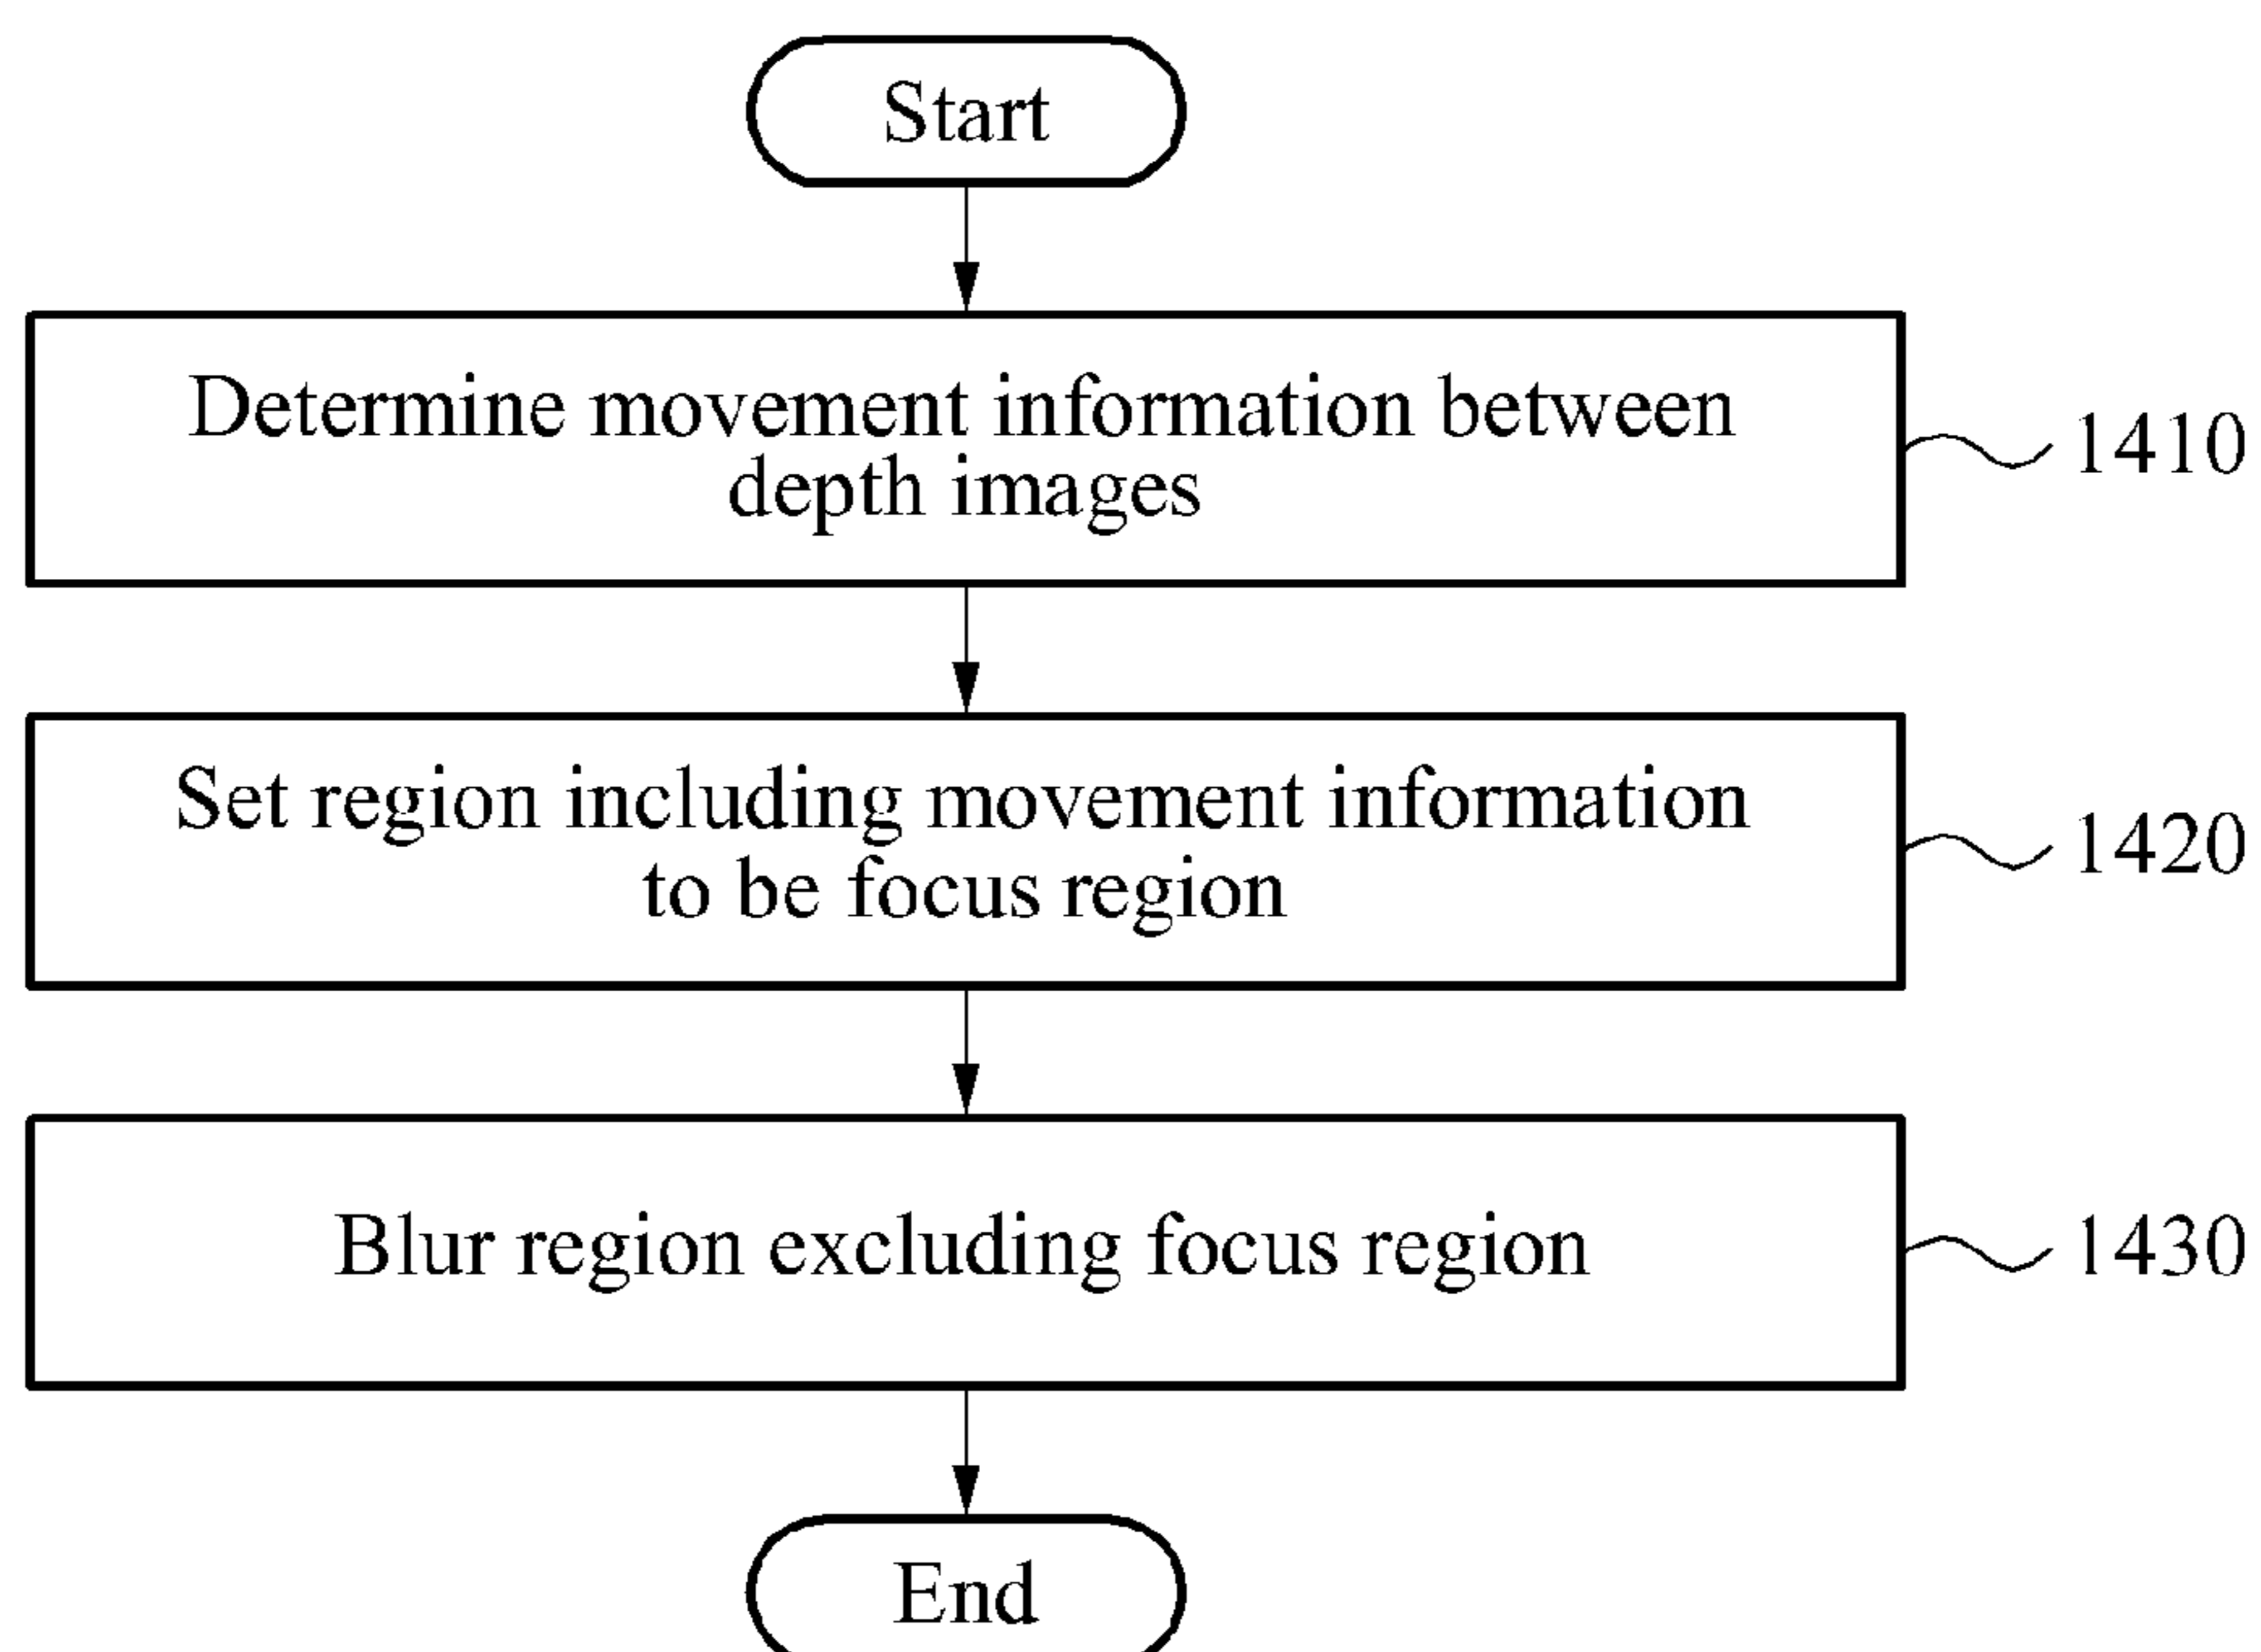 Start
Determine movement information between
depth images
1410
Set region including movement information
to be focus region
1420
Blur region excluding focus region
1430
End